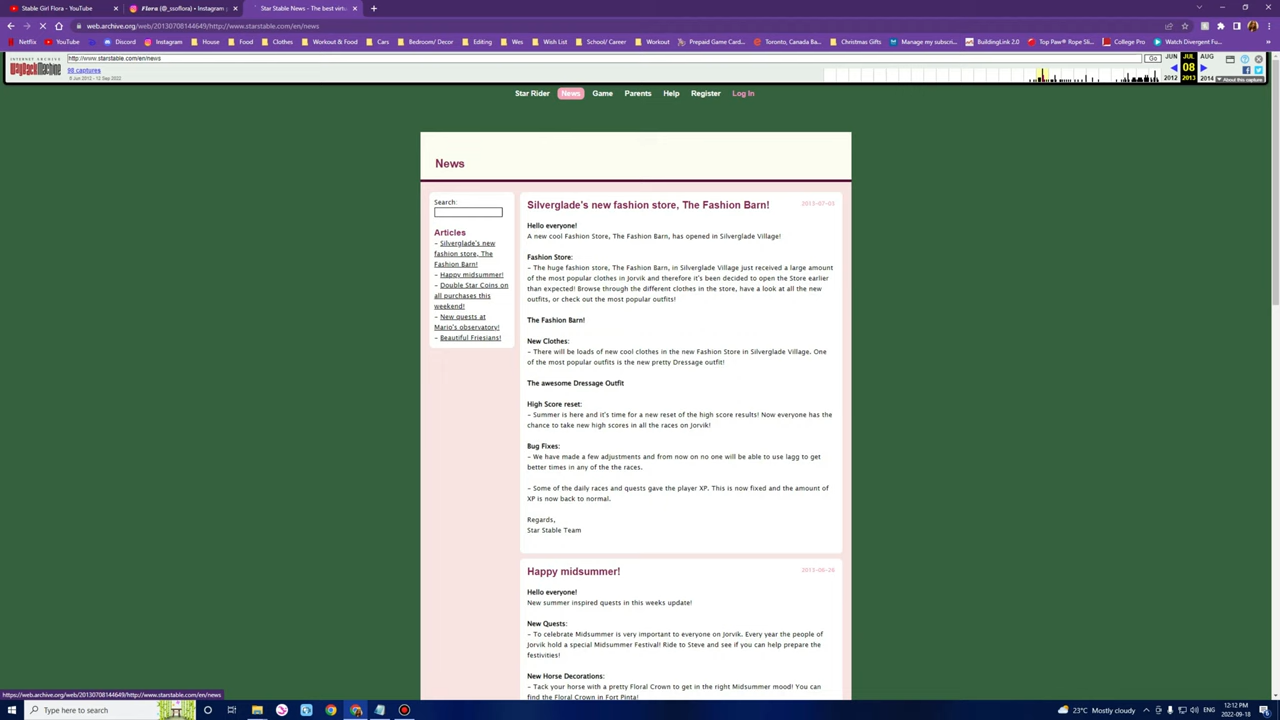 Stable Girl Flora - YouTube
Flora (@_ssoflora) • Instagram
Star Stable News - The best virtu
web.archive.org/web/20130708144649/http://www.starstable.com/en/news
Netflix YouTube Discord Instagram House Food Clothes Workout & Food Cars Bedroom/ Decor Editing Wes Wish List School/ Career Workout Prepaid Game Card... Toronto, Canada Ba... Christmas Gifts Manage my subscri... BuildingLink 2.0 Top Paw® Rope Slik... College Pro Watch Divergent Fu...
INTERNET ARCHIVE
WayBackMachine
http://www.starstable.com/en/news
Go
JUN JUL AUG
98 captures
08
2012 2013 2014
About this capture
Star Rider News Game Parents Help Register Log In
News
Search:
Articles
- Silverglade's new
fashion store, The
Fashion Barn!
- Happy midsummer!
- Double Star Coins on
all purchases this
weekend!
- New quests at
Mario's observatory!
- Beautiful Friesians!
Silverglade's new fashion store, The Fashion Barn!
2013-07-03
Hello everyone!
A new cool Fashion Store, The Fashion Barn, has opened in Silverglade Village!
Fashion Store:
- The huge fashion store, The Fashion Barn, in Silverglade Village just received a large amount
of the most popular clothes in Jorvik and therefore it's been decided to open the Store earlier
than expected! Browse through the different clothes in the store, have a look at all the new
outfits, or check out the most popular outfits!
The Fashion Barn!
New Clothes:
- There will be loads of new cool clothes in the new Fashion Store in Silverglade Village. One
of the most popular outfits is the new pretty Dressage outfit!
The awesome Dressage Outfit
High Score reset:
- Summer is here and it's time for a new reset of the high score results! Now everyone has the
chance to take new high scores in all the races on Jorvik!
Bug Fixes:
- We have made a few adjustments and from now on no one will be able to use lagg to get
better times in any of the the races.
- Some of the daily races and quests gave the player XP. This is now fixed and the amount of
XP is now back to normal.
Regards,
Star Stable Team
Happy midsummer!
2013-06-26
Hello everyone!
New summer inspired quests in this weeks update!
New Quests:
- To celebrate Midsummer is very important to everyone on Jorvik. Every year the people of
Jorvik hold a special Midsummer Festival! Ride to Steve and see if you can help prepare the
festivities!
New Horse Decorations:
- Tack your horse with a pretty Floral Crown to get in the right Midsummer mood! You can
find the Floral Crown in Fort Pinta!
https://web.archive.org/web/20130708144649/http://www.starstable.com/en/news
Type here to search
23°C Mostly cloudy
ENG
12:12 PM
2022-09-18